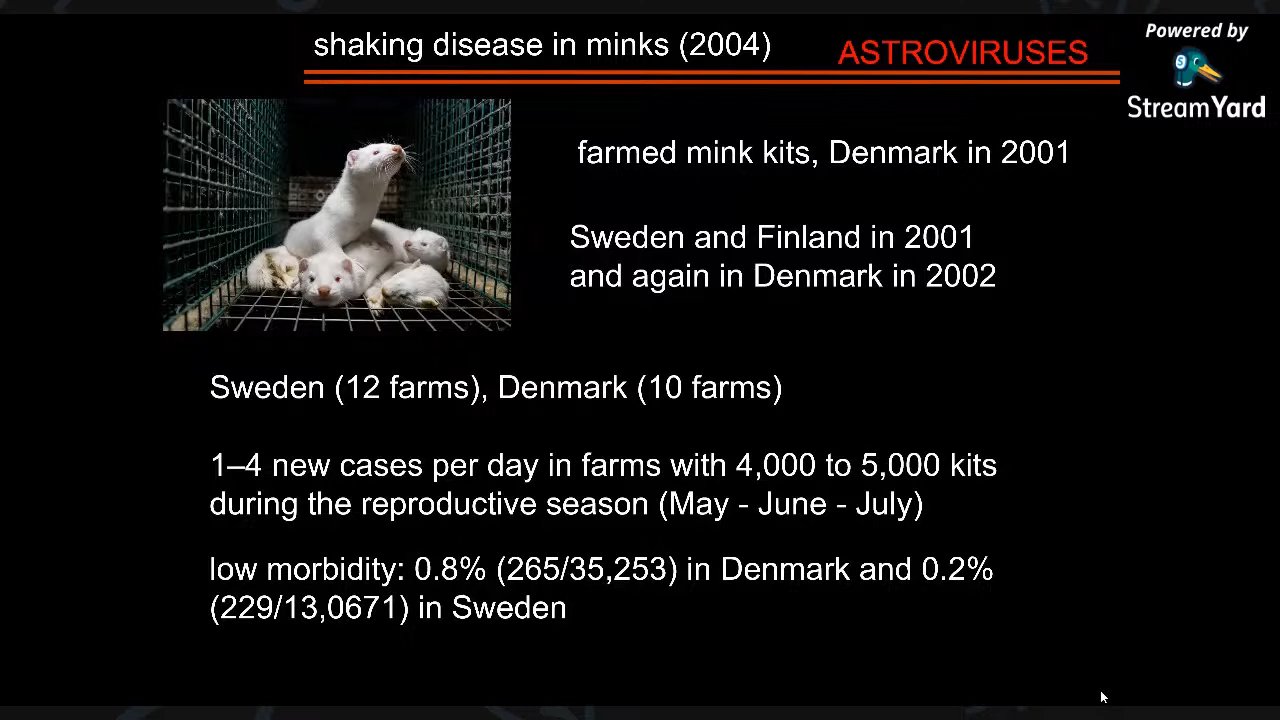 shaking disease in minks (2004)
ASTROVIRUSES
Powered by
StreamYard
farmed mink kits, Denmark in 2001
Sweden and Finland in 2001
and again in Denmark in 2002
Sweden (12 farms), Denmark (10 farms)
1–4 new cases per day in farms with 4,000 to 5,000 kits
during the reproductive season (May - June - July)
low morbidity: 0.8% (265/35,253) in Denmark and 0.2%
(229/13,0671) in Sweden